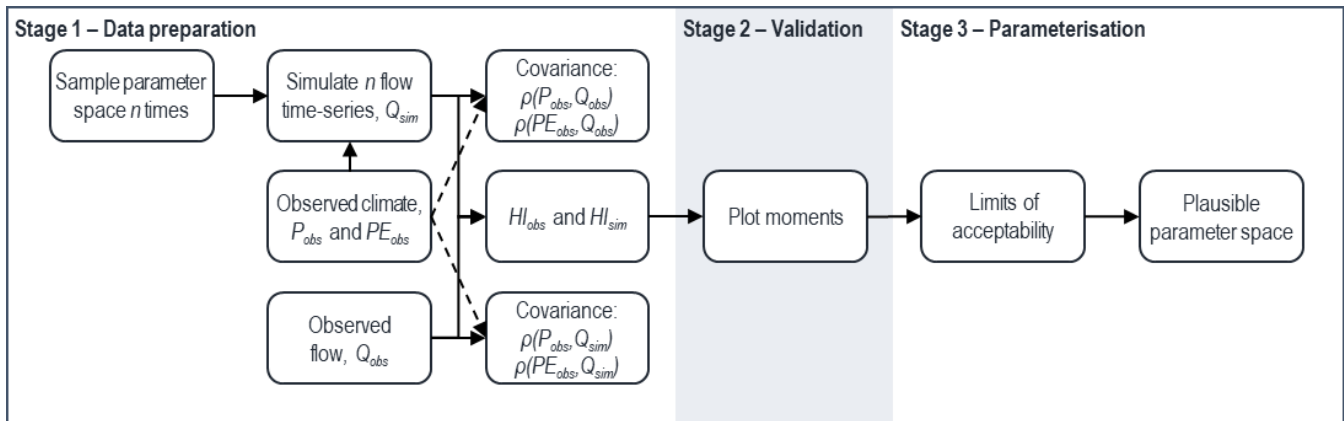 Stage 1 – Data preparation
Stage 2 – Validation
Stage 3 – Parameterisation
Sample parameter
space n times
Simulate n flow
time-series, Qsim
Covariance:
ρ(Pobs,Qobs)
ρ(PEobs,Qobs)
Observed climate,
Pobs and PEobs
HIobs and HIsim
Plot moments
Limits of
acceptability
Plausible
parameter space
Observed
flow, Qobs
Covariance:
ρ(Pobs,Qsim)
ρ(PEobs,Qsim)